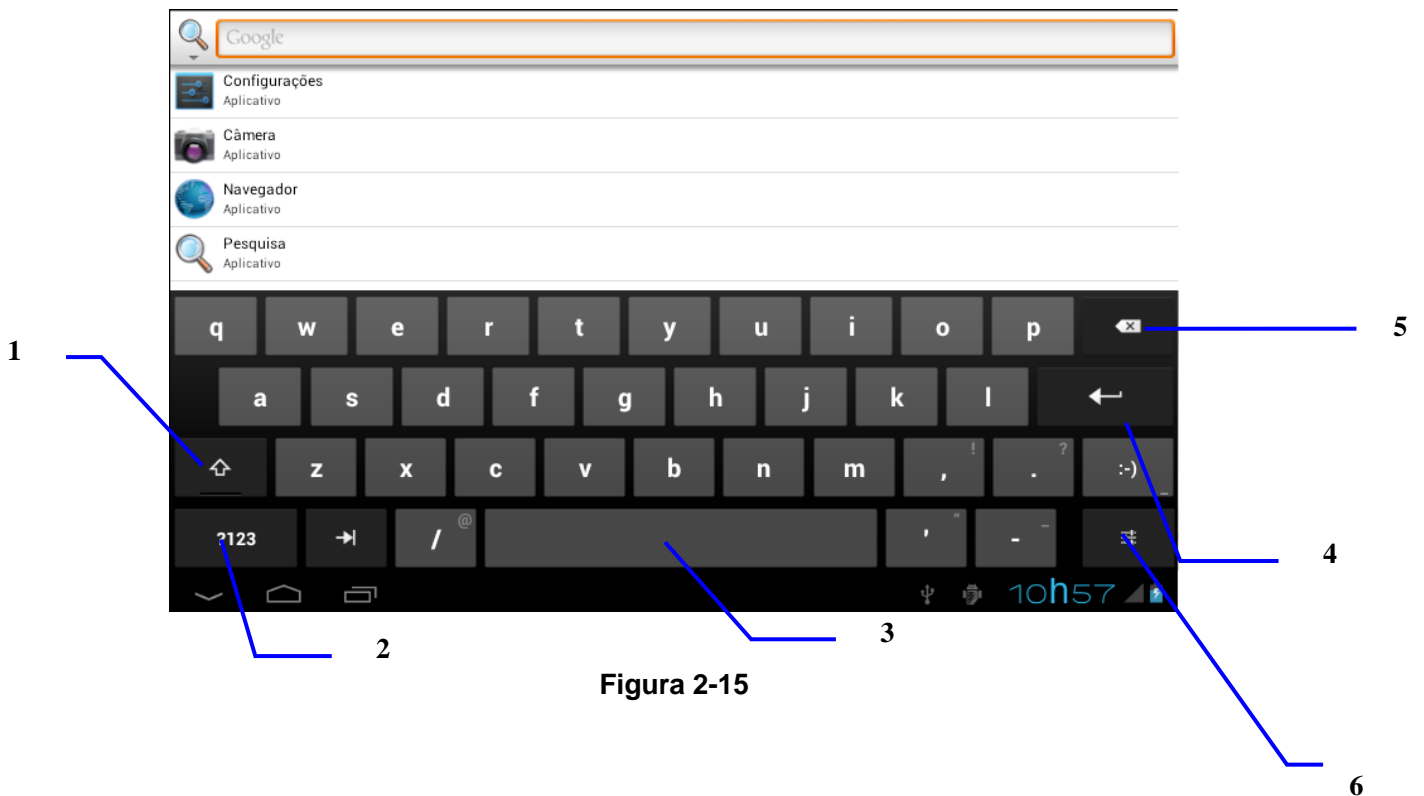 Google
Configurações
Aplicativo
Câmera
Aplicativo
Navegador
Aplicativo
Pesquisa
Aplicativo
q w e r t y u i o p
5
1
a s d f g h j k l
z x c v b n m , ! . ? :-)
?123 / @ ' " - _
4
10h57
2
3
Figura 2-15
6